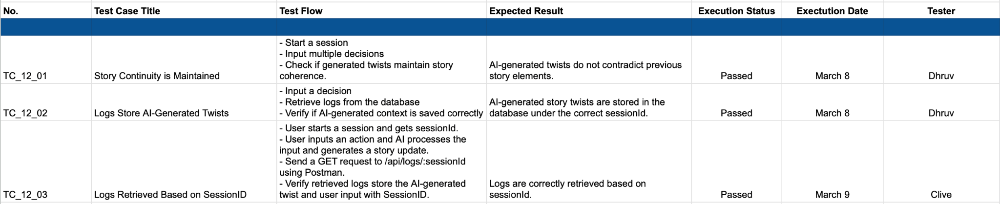 No. Test Case Title Test Flow Expected Result Execution Status Exectution Date Tester
- Start a session
- Input multiple decisions
- Check if generated twists maintain story AI-generated twists do not contradict previous
TC_12_01 Story Continuity is Maintained coherence. story elements. Passed March 8 Dhruv
- Input a decision
- Retrieve logs from the database AI-generated story twists are stored in the
TC_12_02 Logs Store AI-Generated Twists - Verify if AI-generated context is saved correctly database under the correct sessionId. Passed March 8 Dhruv
- User starts a session and gets sessionId.
- User inputs an action and AI processes the
input and generates a story update.
- Send a GET request to /api/logs/:sessionId
using Postman.
- Verify retrieved logs store the AI-generated Logs are correctly retrieved based on
TC_12_03 Logs Retrieved Based on SessionID twist and user input with SessionID. sessionId. Passed March 9 Clive